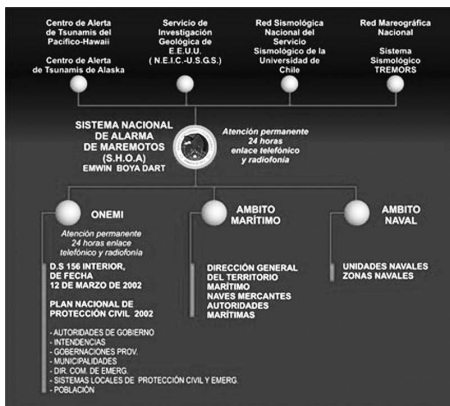 Centro de Alerta
de Tsunamis del
Pacífico-Hawaii
Centro de Alerta
de Tsunamis de Alaska
Servicio de
Investigación
Geológica de
E.E.U.U.
( N.E.I.C.-U.S.G.S.)
Red Sismológica
Nacional del
Servicio
Sismológico de la
Universidad de
Chile
Red Mareográfica
Nacional
Sistema
Sismológico
TREMORS
SISTEMA NACIONAL
DE ALARMA
DE MAREMOTOS
(S.H.O.A)
EMWIN BOYA DART
Atención permanente
24 horas
enlace telefónico
y radiofonía
ONEMI
Atención permanente
24 horas enlace
telefónico y radiofonía
D.S 156 INTERIOR,
DE FECHA
12 DE MARZO DE 2002
PLAN NACIONAL DE
PROTECCIÓN CIVIL 2002
- AUTORIDADES DE GOBIERNO
- INTENDENCIAS
- GOBERNACIONES PROV.
- MUNICIPALIDADES
- DIR. COM. DE EMERG.
- SISTEMAS LOCALES DE PROTECCIÓN CIVIL Y EMERG.
- POBLACIÓN
AMBITO
MARÍTIMO
DIRECCIÓN GENERAL
DEL TERRITORIO
MARÍTIMO
NAVES MERCANTES
AUTORIDADES
MARÍTIMAS
AMBITO
NAVAL
UNIDADES NAVALES
ZONAS NAVALES